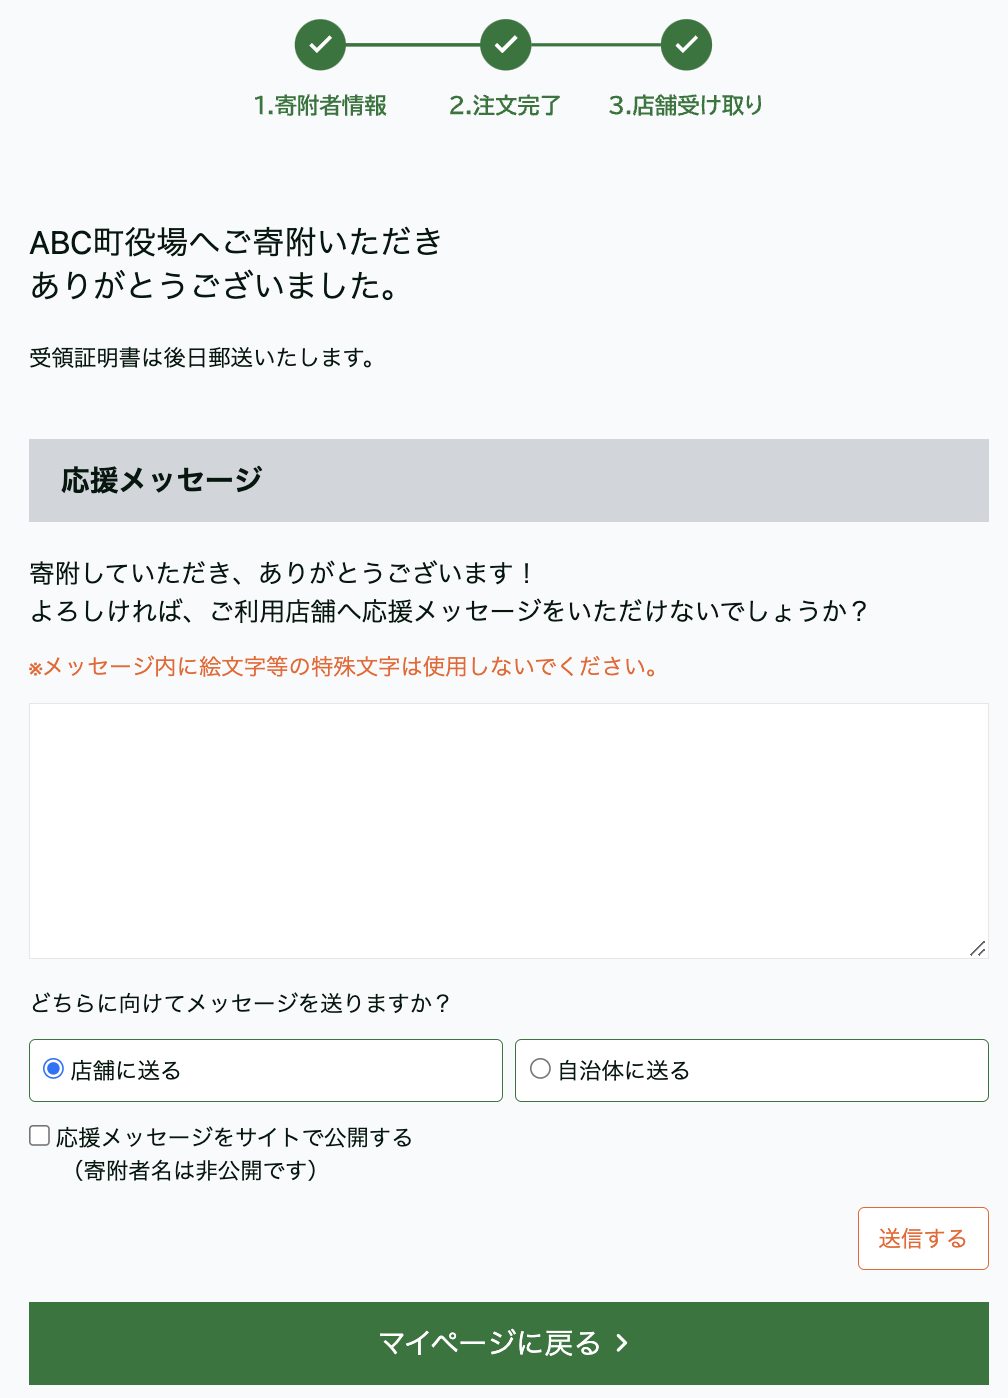 1.寄附者情報 2.注文完了 3.店舗受け取り
ABC町役場へご寄附いただき
ありがとうございました。
受領証明書は後日郵送いたします。
応援メッセージ
寄附していただき、ありがとうございます！
よろしければ、ご利用店舗へ応援メッセージをいただけないでしょうか？
※メッセージ内に絵文字等の特殊文字は使用しないでください。
どちらに向けてメッセージを送りますか？
店舗に送る 自治体に送る
応援メッセージをサイトで公開する
（寄附者名は非公開です）
送信する
マイページに戻る